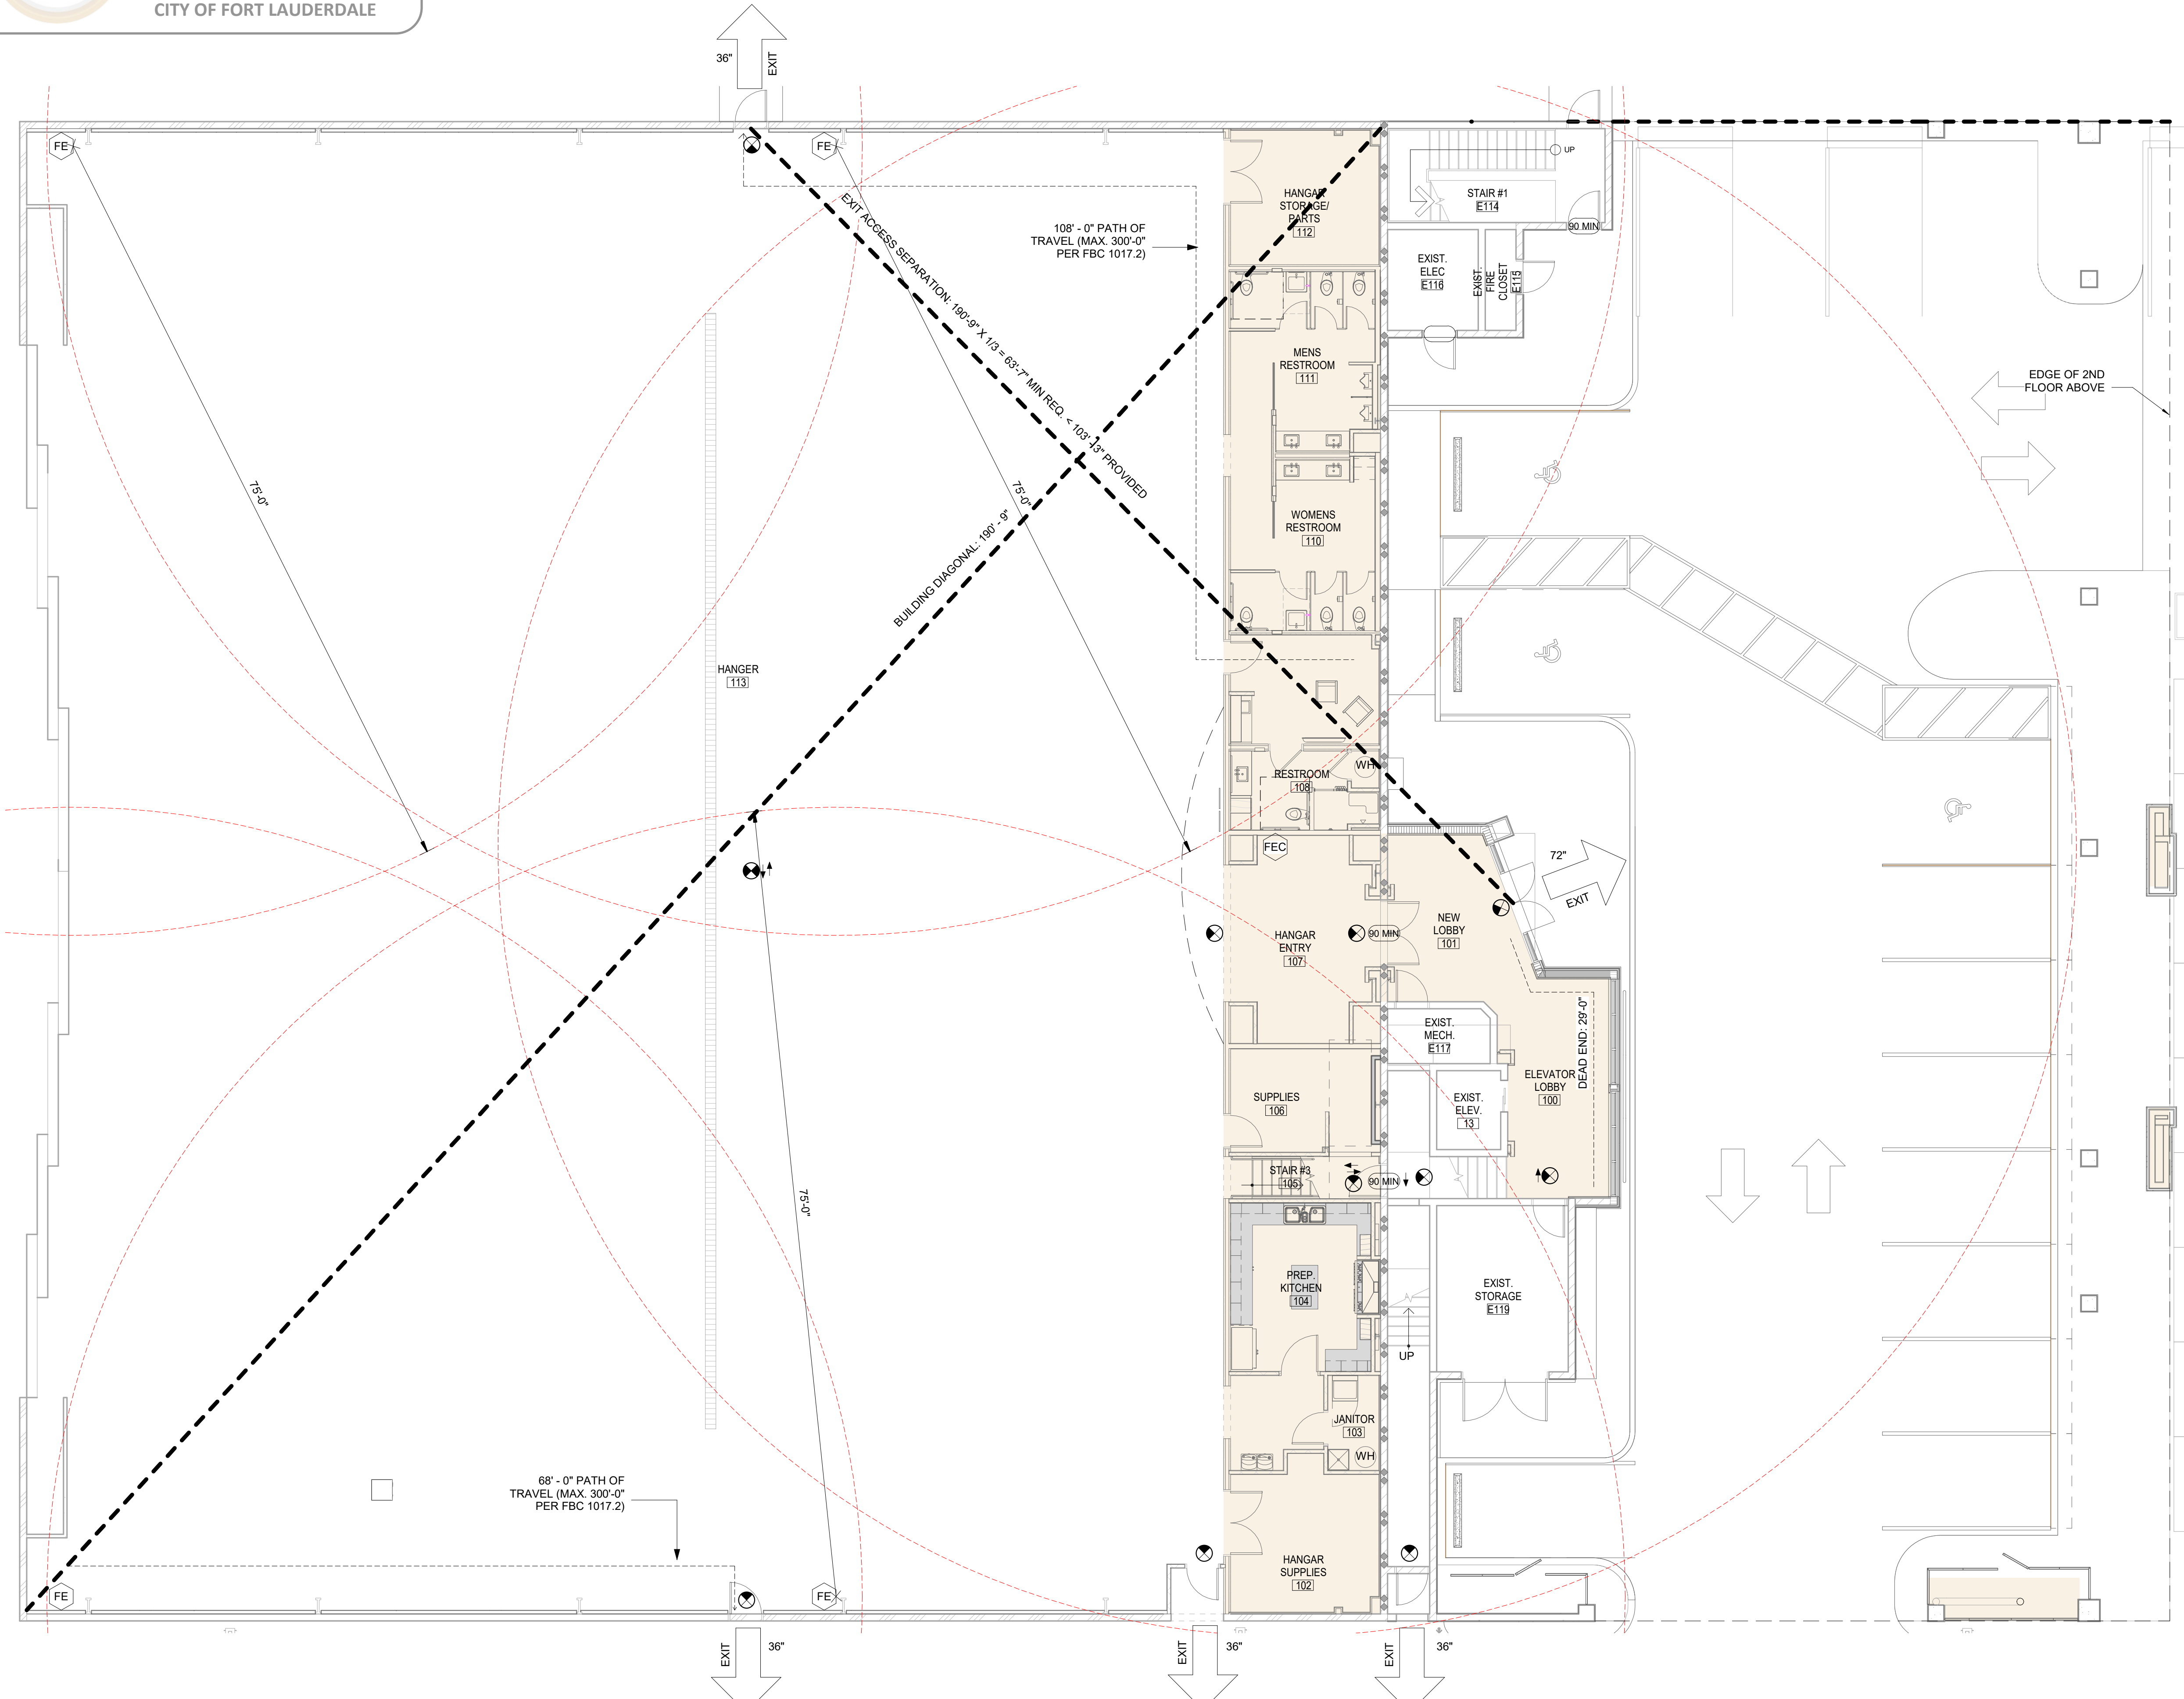 CITY OF FORT LAUDERDALE
36"
EXIT
FE
FE
UP
STAIR #1
E114
90 MIN
HANGAR
STORAGE/
PARTS
112
108' - 0" PATH OF
TRAVEL (MAX. 300'-0"
PER FBC 1017.2)
EXIST.
ELEC
E116
EXIST.
FIRE
CLOSET
E115
EXIT ACCESS SEPARATION: 190'-9" X 1/3 = 63'-7" MIN REQ. < 103' -13" PROVIDED
MENS
RESTROOM
111
EDGE OF 2ND
FLOOR ABOVE
75'-0"
75'-0"
WOMENS
RESTROOM
110
BUILDING DIAGONAL: 190' - 9"
HANGER
113
RESTROOM
108
WH
FEC
72"
EXIT
NEW
LOBBY
101
HANGAR
ENTRY
107
90 MIN
EXIST.
MECH.
E117
DEAD END: 29'-0"
ELEVATOR
LOBBY
100
SUPPLIES
106
EXIST.
ELEV.
13
STAIR #3
105
90 MIN
75'-0"
PREP.
KITCHEN
104
EXIST.
STORAGE
E119
UP
JANITOR
103
WH
68' - 0" PATH OF
TRAVEL (MAX. 300'-0"
PER FBC 1017.2)
HANGAR
SUPPLIES
102
FE
FE
EXIT
36"
EXIT
36"
EXIT
36"